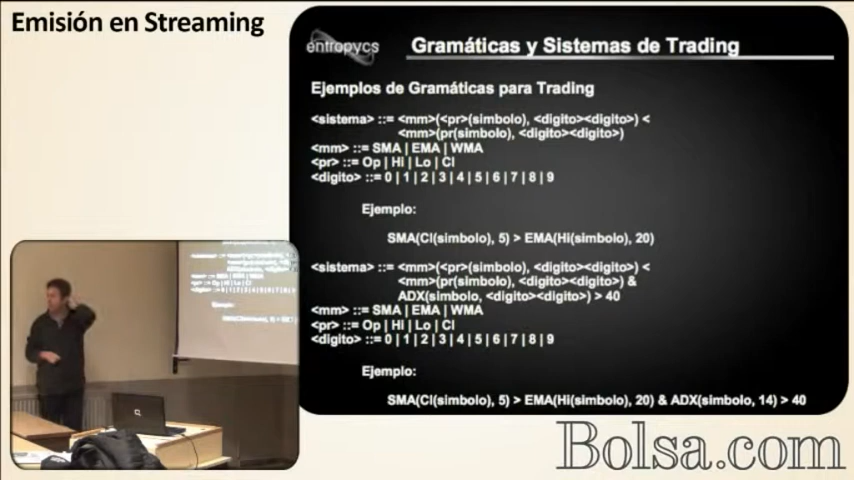 Emisión en Streaming
entropycs
Gramáticas y Sistemas de Trading
Ejemplos de Gramáticas para Trading
<sistema> ::= <mm>(<pr>(simbolo), <digito><digito>) <
<mm>(pr(simbolo), <digito><digito>)
<mm> ::= SMA | EMA | WMA
<pr> ::= Op | Hi | Lo | Cl
<digito> ::= 0 | 1 | 2 | 3 | 4 | 5 | 6 | 7 | 8 | 9
Ejemplo:
SMA(Cl(simbolo), 5) > EMA(Hi(simbolo), 20)
<sistema> ::= <mm>(<pr>(simbolo), <digito><digito>) <
<mm>(pr(simbolo), <digito><digito>) &
ADX(simbolo, <digito><digito>) > 40
<mm> ::= SMA | EMA | WMA
<pr> ::= Op | Hi | Lo | Cl
<digito> ::= 0 | 1 | 2 | 3 | 4 | 5 | 6 | 7 | 8 | 9
Ejemplo:
SMA(Cl(simbolo), 5) > EMA(Hi(simbolo), 20) & ADX(simbolo, 14) > 40
Bolsa.com